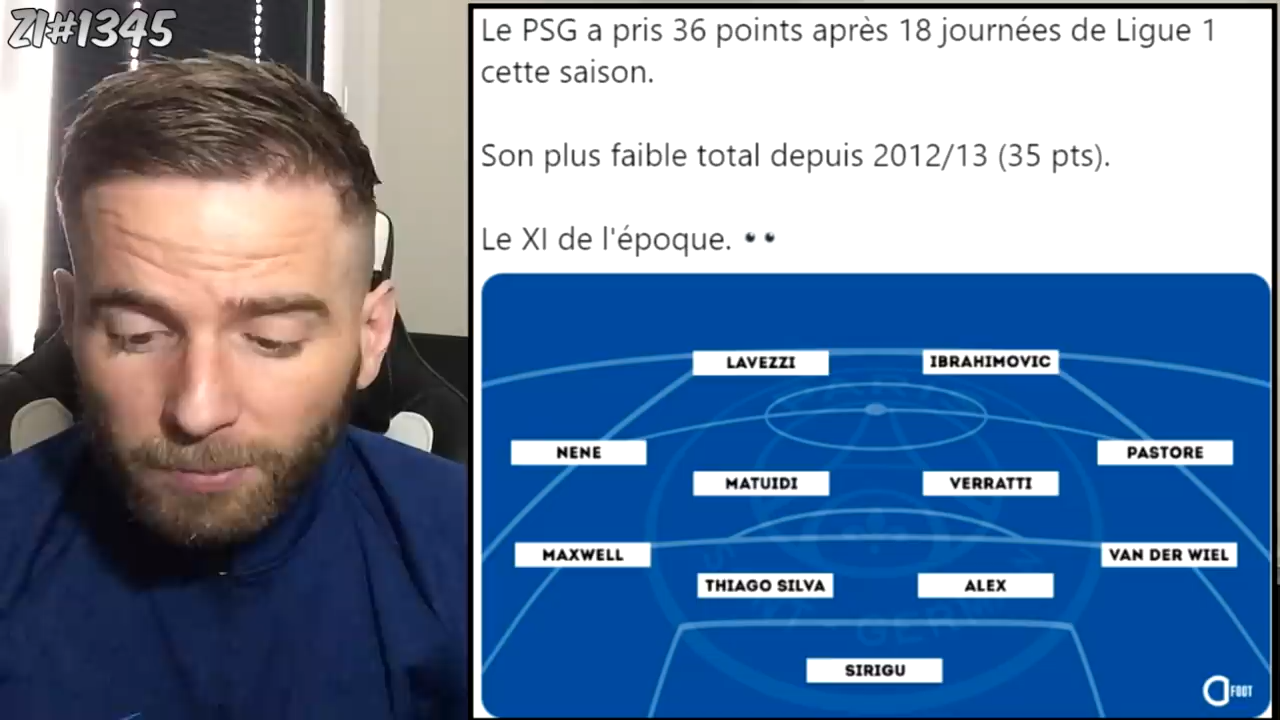 ZI#1345
Le PSG a pris 36 points après 18 journées de Ligue 1
cette saison.
Son plus faible total depuis 2012/13 (35 pts).
Le XI de l'époque. 👀
LAVEZZI
IBRAHIMOVIC
NENE
PASTORE
MATUIDI
VERRATTI
MAXWELL
VAN DER WIEL
THIAGO SILVA
ALEX
SIRIGU
FOOT